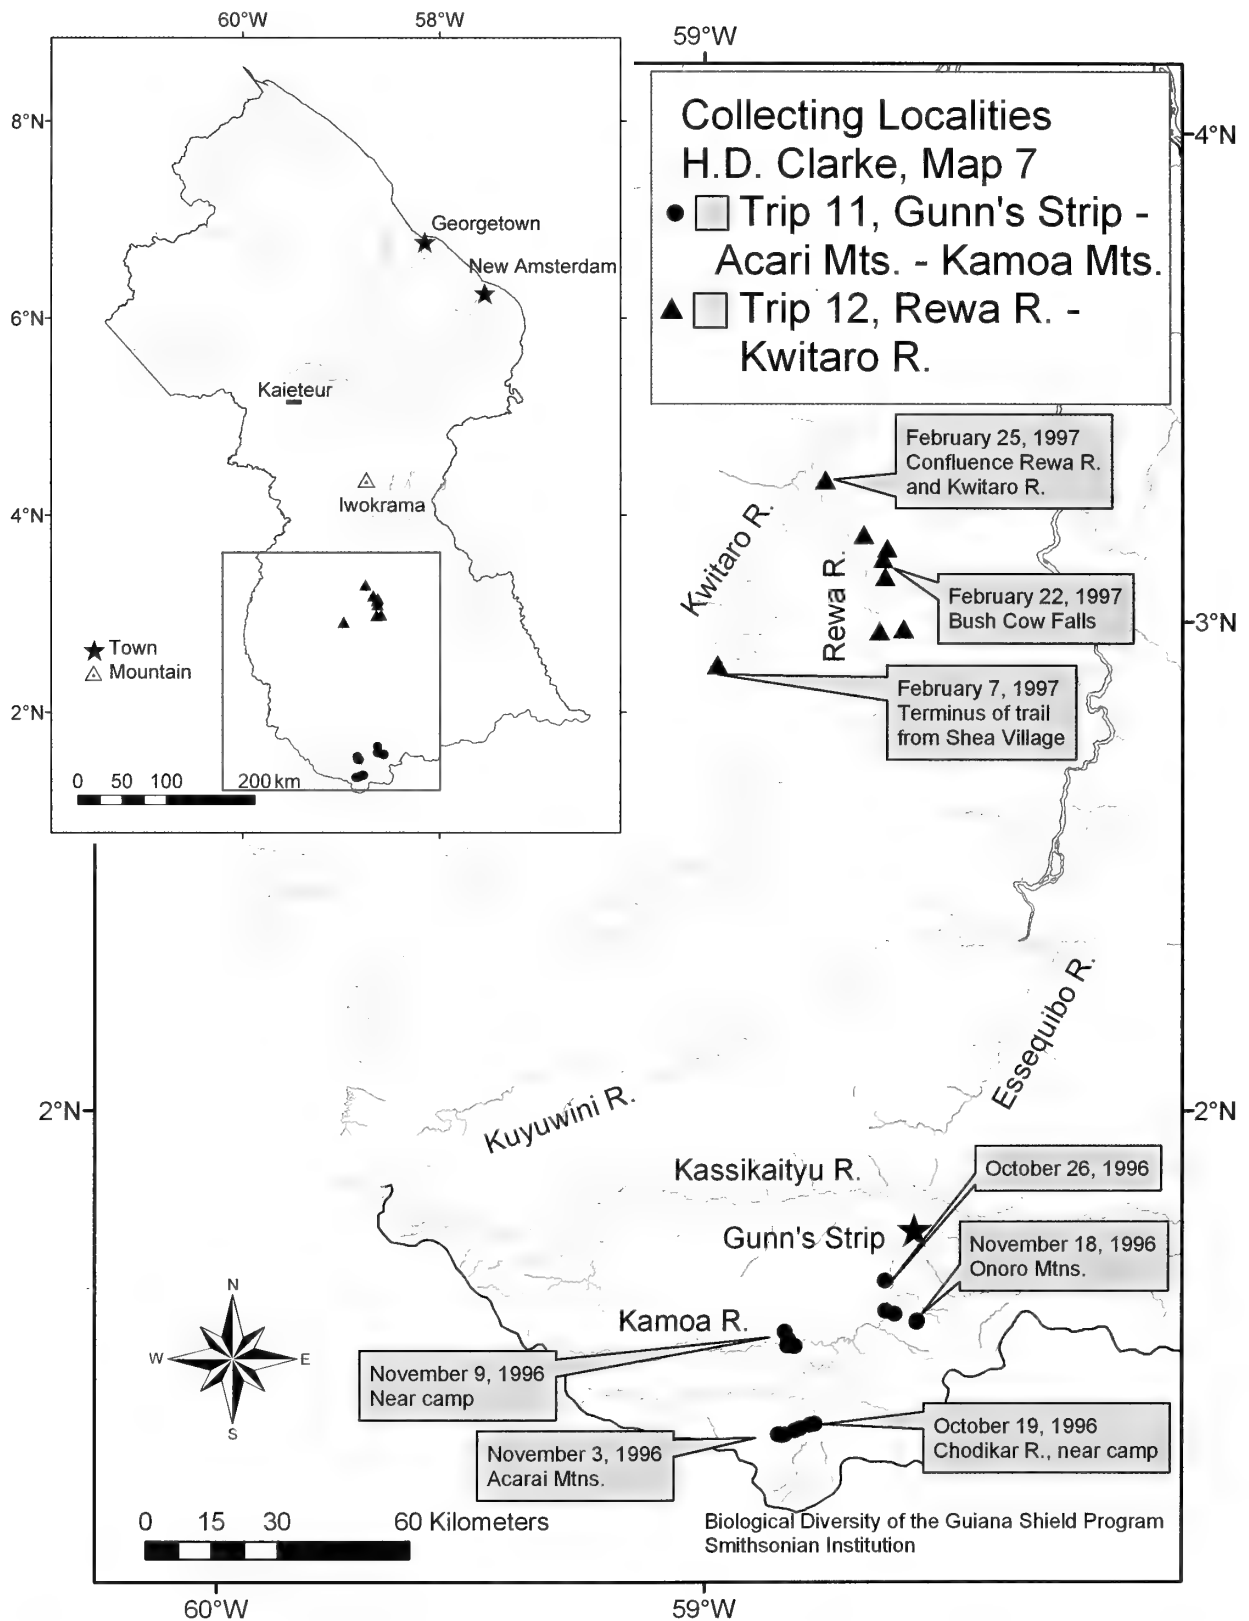 60°W
58°W
59°W
8°N
6°N
4°N
2°N
Georgetown
New Amsterdam
Kaieteur
Iwokrama
Town
Mountain
0 50 100 200 km
Collecting Localities
H.D. Clarke, Map 7
Trip 11, Gunn's Strip -
Acari Mts. - Kamoa Mts.
Trip 12, Rewa R. -
Kwitaro R.
4°N
3°N
2°N
2°N
February 25, 1997
Confluence Rewa R.
and Kwitaro R.
Kwitaro R.
Rewa R.
February 22, 1997
Bush Cow Falls
February 7, 1997
Terminus of trail
from Shea Village
Essequibo R.
Kuyuwini R.
Kassikaityu R.
October 26, 1996
Gunn's Strip
November 18, 1996
Onoro Mtns.
Kamoa R.
N
W E
S
November 9, 1996
Near camp
October 19, 1996
Chodikar R., near camp
November 3, 1996
Acarai Mtns.
0 15 30 60 Kilometers
Biological Diversity of the Guiana Shield Program
Smithsonian Institution
60°W
59°W